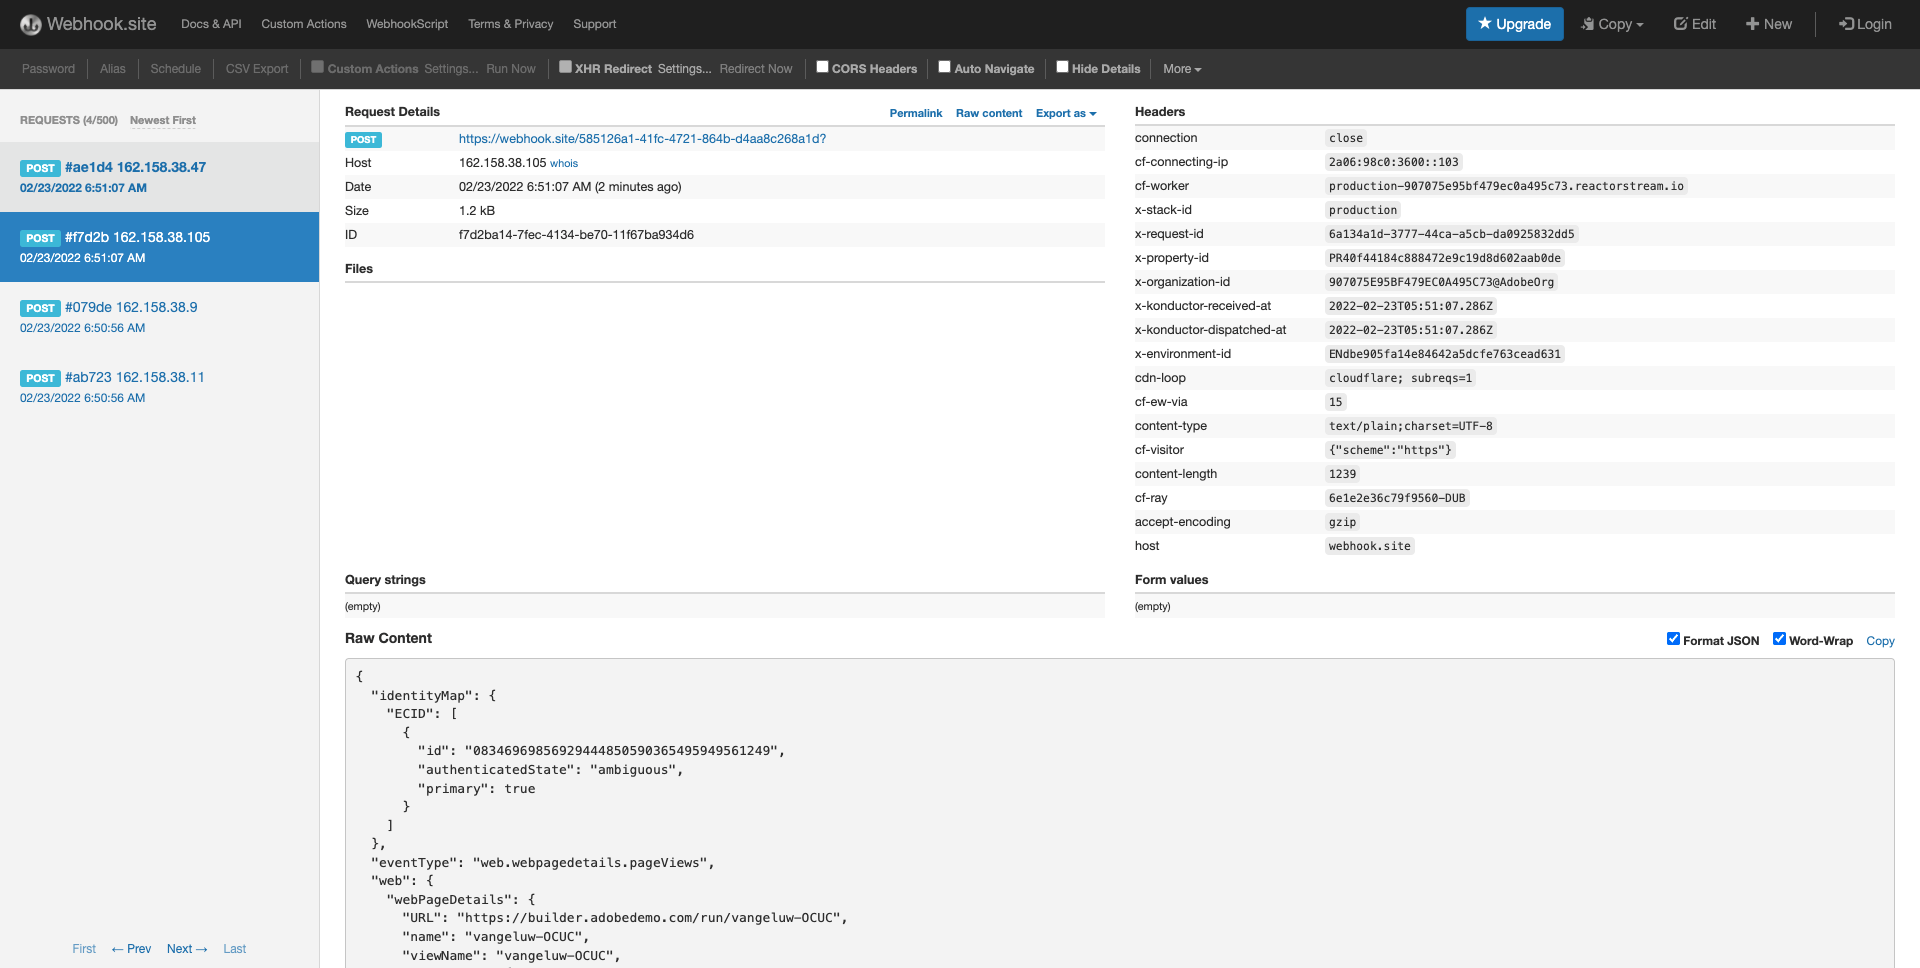 Webhook.site Docs & API Custom Actions WebhookScript Terms & Privacy Support Upgrade Copy Edit New Login
Password Alias Schedule CSV Export Custom Actions Settings... Run Now XHR Redirect Settings... Redirect Now CORS Headers Auto Navigate Hide Details More
REQUESTS (4/500) Newest First
POST #ae1d4 162.158.38.47
02/23/2022 6:51:07 AM
POST #f7d2b 162.158.38.105
02/23/2022 6:51:07 AM
POST #079de 162.158.38.9
02/23/2022 6:50:56 AM
POST #ab723 162.158.38.11
02/23/2022 6:50:56 AM
First ← Prev Next → Last
Request Details Permalink Raw content Export as
POST https://webhook.site/585126a1-41fc-4721-864b-d4aa8c268a1d?
Host 162.158.38.105 whois
Date 02/23/2022 6:51:07 AM (2 minutes ago)
Size 1.2 kB
ID f7d2ba14-7fec-4134-be70-11f67ba934d6
Files
Headers
connection close
cf-connecting-ip 2a06:98c0:3600::103
cf-worker production-907075e95bf479ec0a495c73.reactorstream.io
x-stack-id production
x-request-id 6a134a1d-3777-44ca-a5cb-da0925832dd5
x-property-id PR40f44184c888472e9c19d8d602aab0de
x-organization-id 907075E95BF479EC0A495C73@AdobeOrg
x-konductor-received-at 2022-02-23T05:51:07.286Z
x-konductor-dispatched-at 2022-02-23T05:51:07.286Z
x-environment-id ENdbe905fa14e84642a5dcfe763cead631
cdn-loop cloudflare; subreqs=1
cf-ew-via 15
content-type text/plain;charset=UTF-8
cf-visitor {"scheme":"https"}
content-length 1239
cf-ray 6e1e2e36c79f9560-DUB
accept-encoding gzip
host webhook.site
Query strings
(empty)
Form values
(empty)
Raw Content Format JSON Word-Wrap Copy
{
"identityMap": {
"ECID": [
{
"id": "08346969856929444850590365495949561249",
"authenticatedState": "ambiguous",
"primary": true
}
]
},
"eventType": "web.webpagedetails.pageViews",
"web": {
"webPageDetails": {
"URL": "https://builder.adobedemo.com/run/vangeluw-OCUC",
"name": "vangeluw-OCUC",
"viewName": "vangeluw-OCUC",